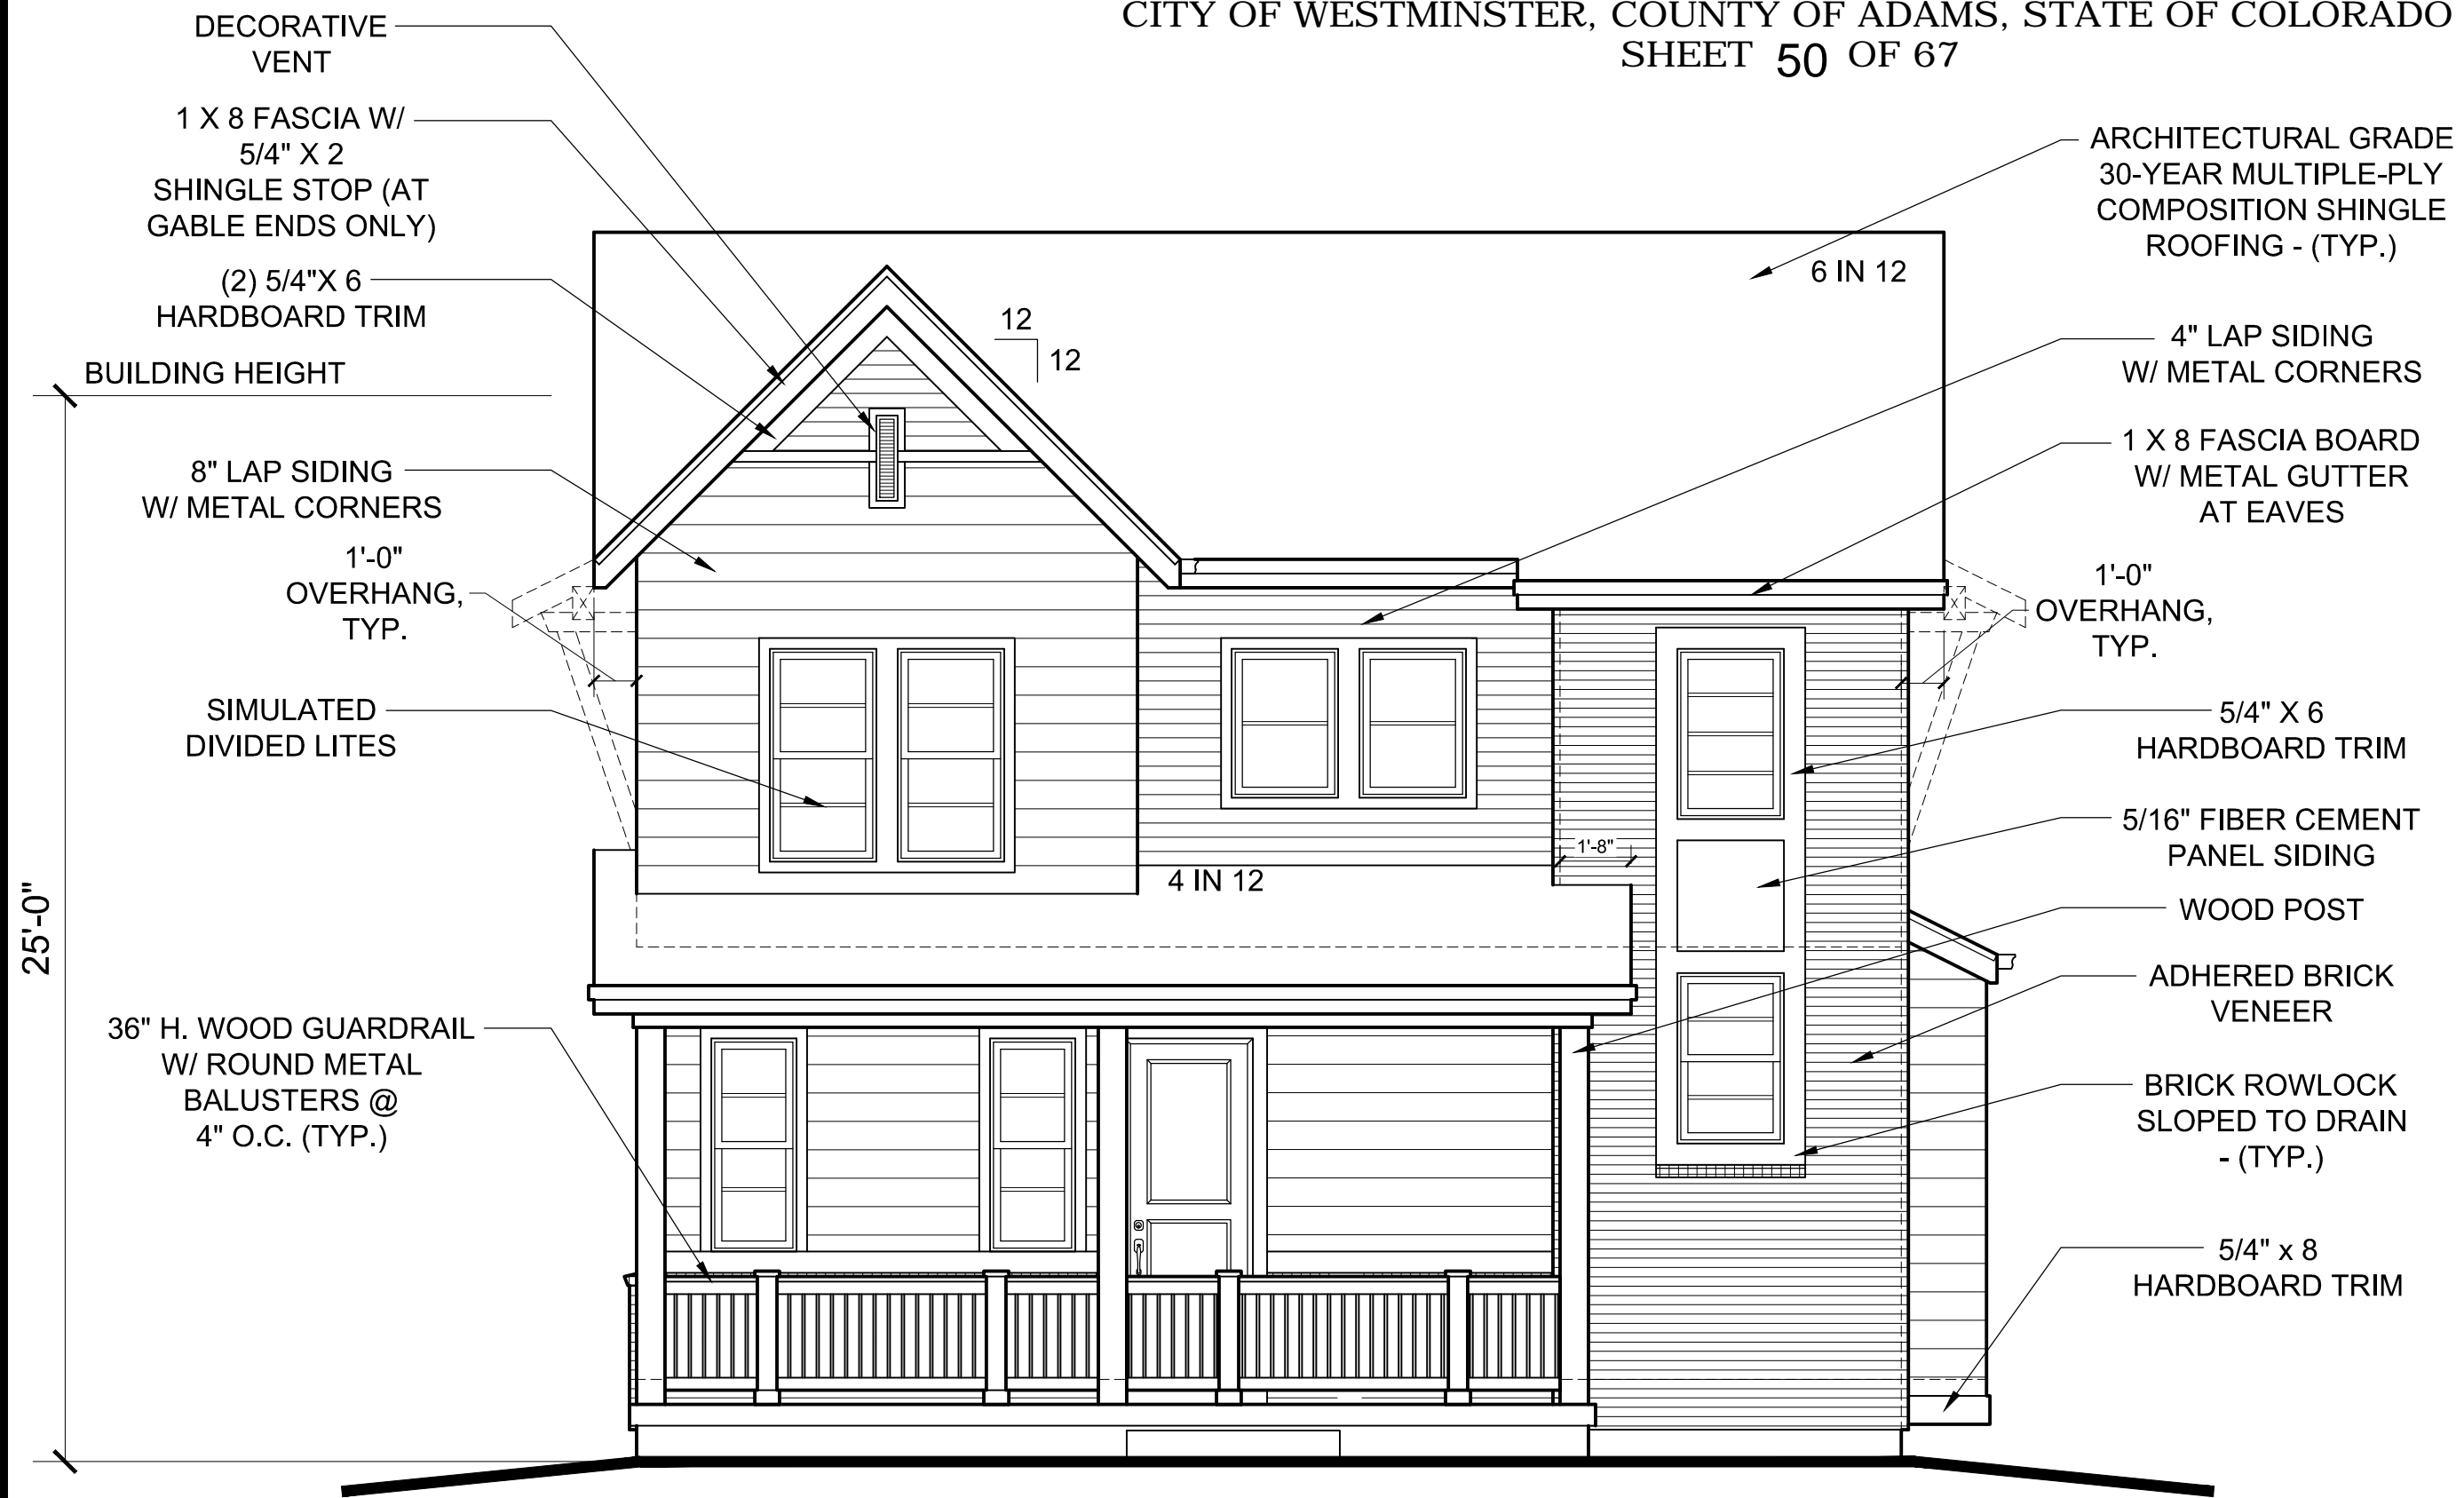 CITY OF WESTMINSTER, COUNTY OF ADAMS, STATE OF COLORADO
SHEET 50 OF 67
DECORATIVE
VENT
1 X 8 FASCIA W/
5/4" X 2
SHINGLE STOP (AT
GABLE ENDS ONLY)
(2) 5/4"X 6
HARDBOARD TRIM
BUILDING HEIGHT
8" LAP SIDING
W/ METAL CORNERS
1'-0"
OVERHANG,
TYP.
SIMULATED
DIVIDED LITES
25'-0"
36" H. WOOD GUARDRAIL
W/ ROUND METAL
BALUSTERS @
4" O.C. (TYP.)
12
12
6 IN 12
4 IN 12
1'-8"
ARCHITECTURAL GRADE
30-YEAR MULTIPLE-PLY
COMPOSITION SHINGLE
ROOFING - (TYP.)
4" LAP SIDING
W/ METAL CORNERS
1 X 8 FASCIA BOARD
W/ METAL GUTTER
AT EAVES
1'-0"
OVERHANG,
TYP.
5/4" X 6
HARDBOARD TRIM
5/16" FIBER CEMENT
PANEL SIDING
WOOD POST
ADHERED BRICK
VENEER
BRICK ROWLOCK
SLOPED TO DRAIN
- (TYP.)
5/4" x 8
HARDBOARD TRIM